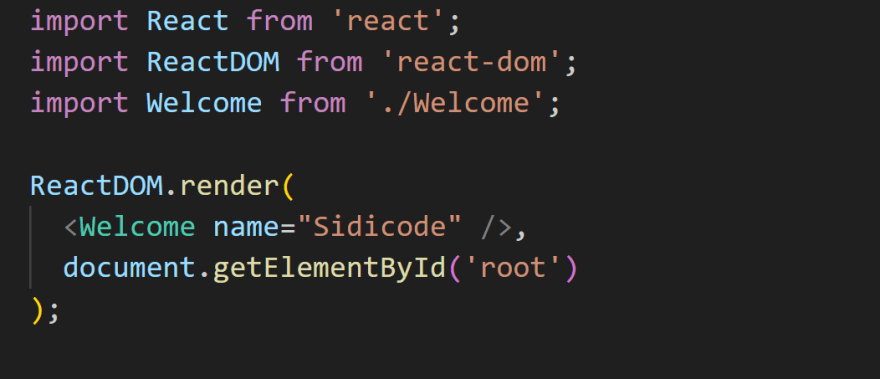 import React from 'react';
import ReactDOM from 'react-dom';
import Welcome from './Welcome';
ReactDOM.render(
<Welcome name="Sidicode" />,
document.getElementById('root')
);